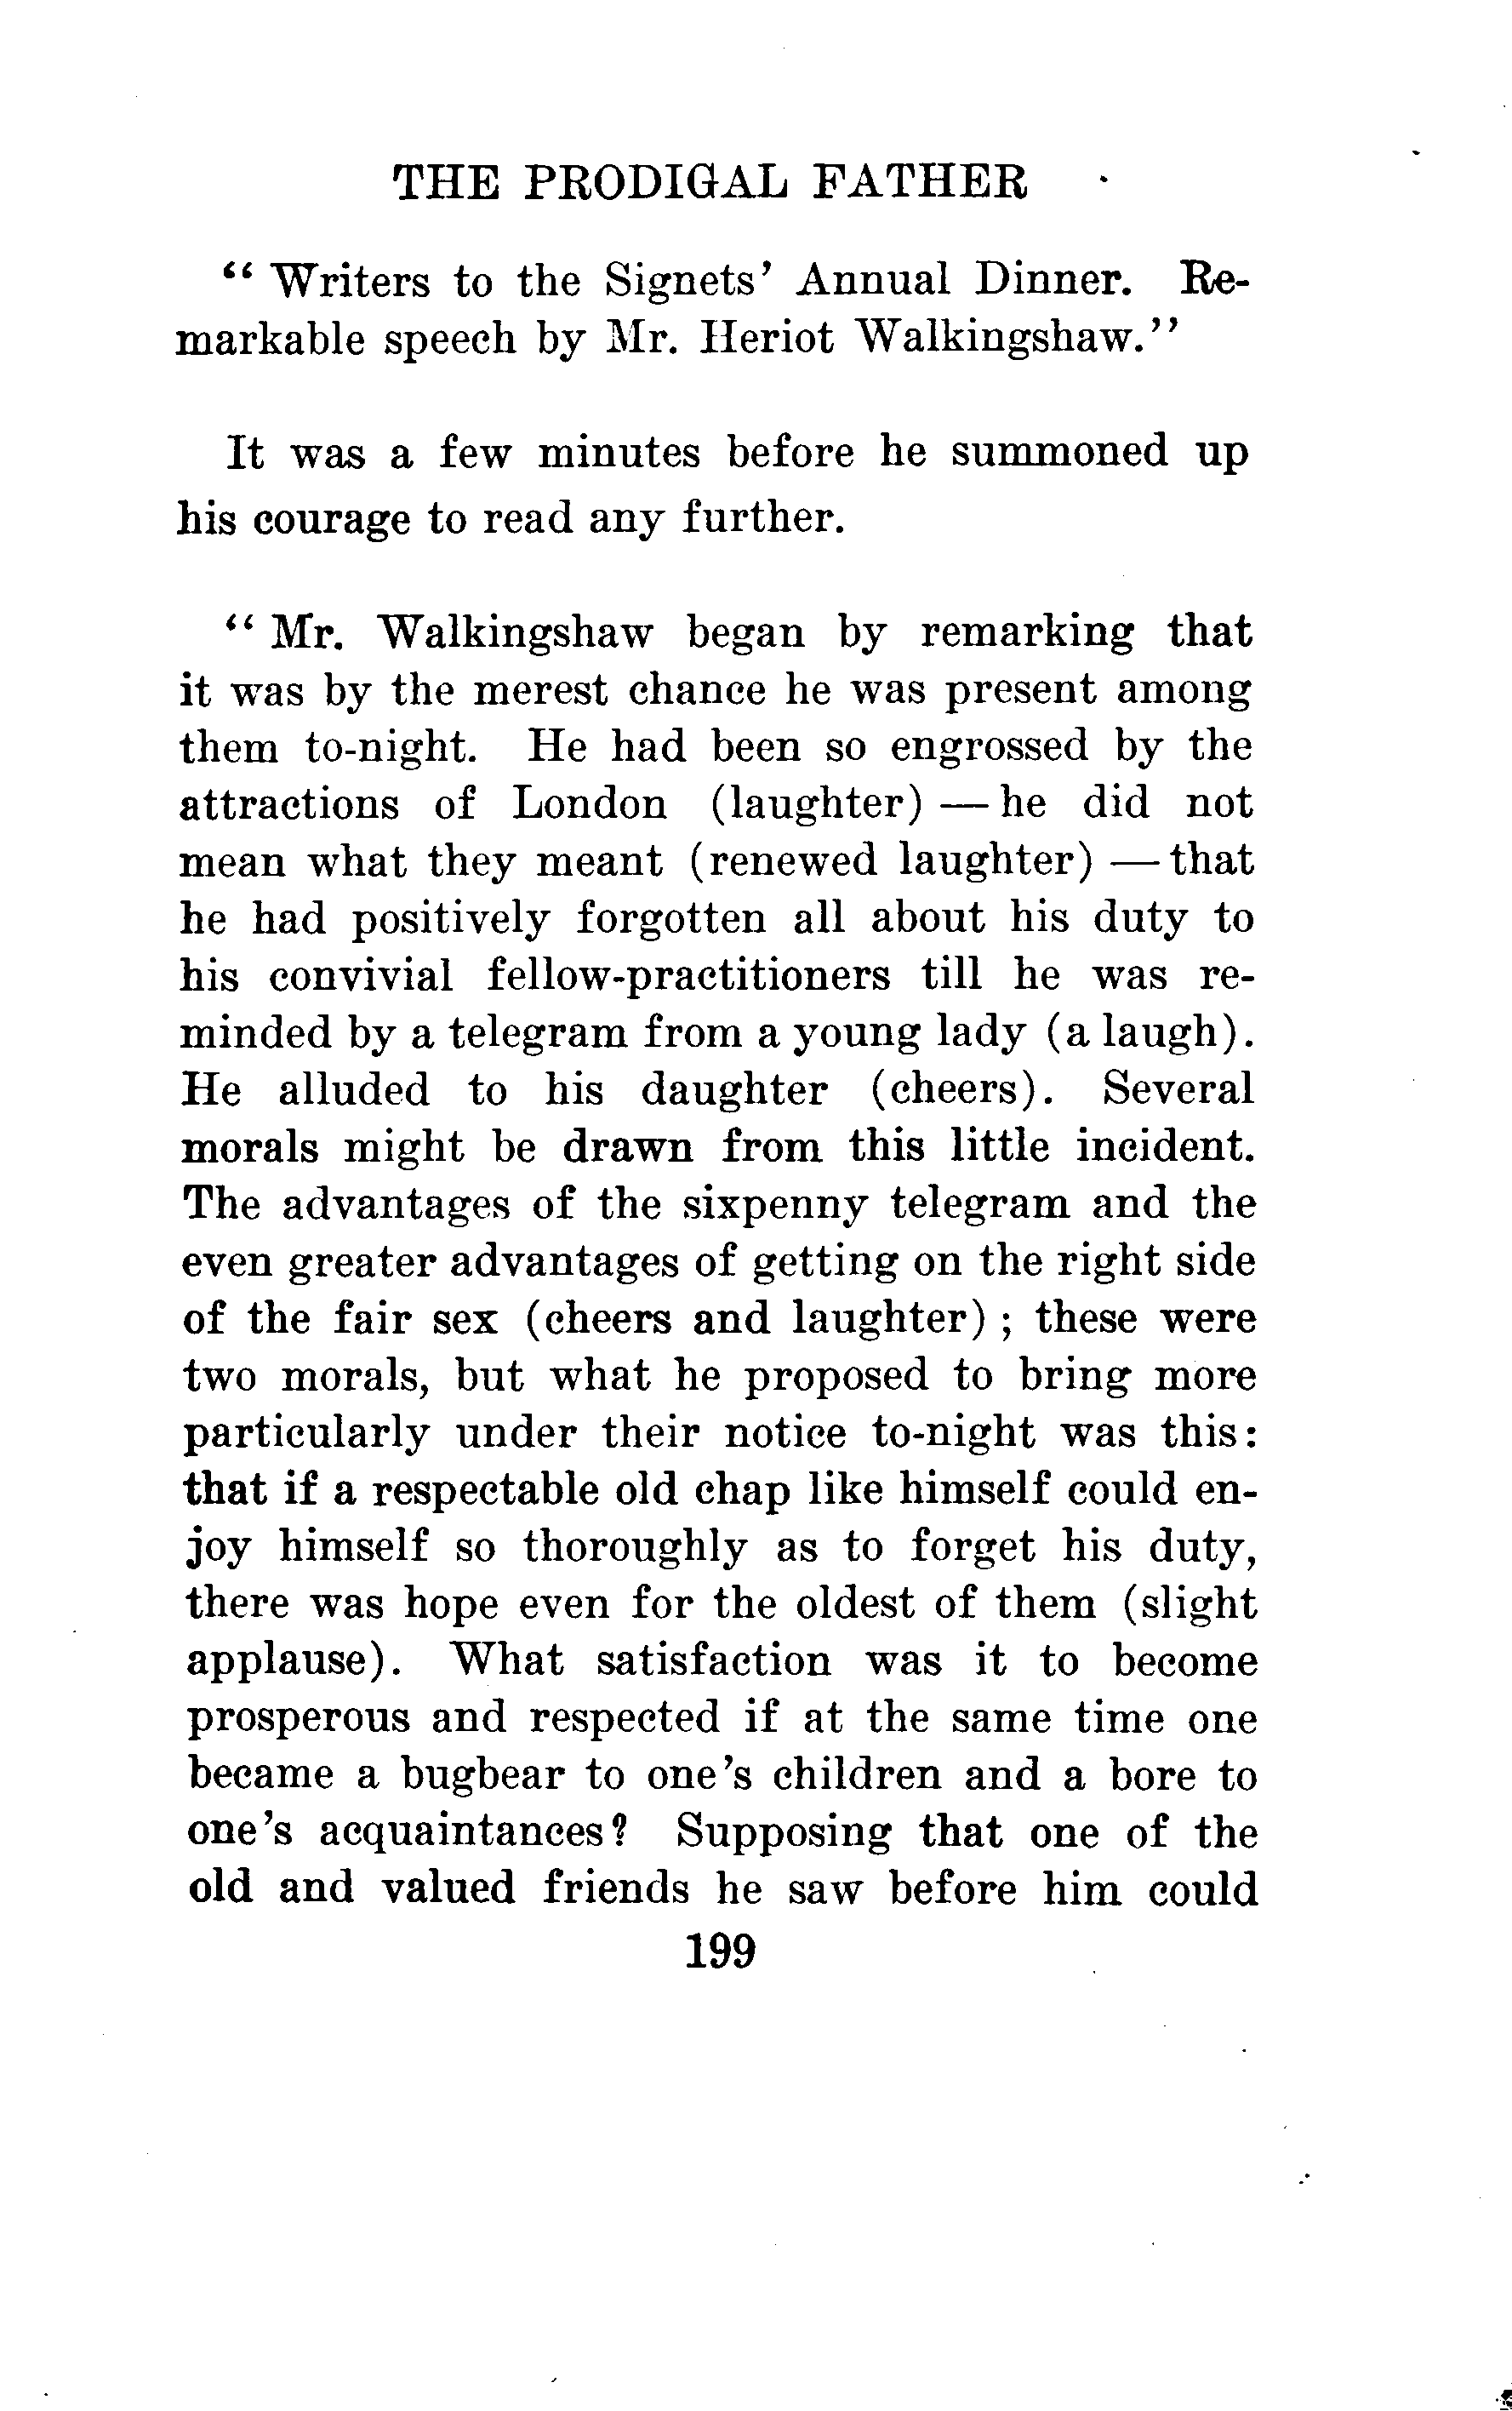 THE PRODIGAL FATHER
“ Writers to the Signets’ Annual Dinner. Re-
markable speech by Mr. Heriot Walkingshaw.”
It was a few minutes before he summoned up
his courage to read any further.
“ Mr. Walkingshaw began by remarking that
it was by the merest chance he was present among
them to-night. He had been so engrossed by the
attractions of London (laughter) — he did not
mean what they meant (renewed laughter) — that
he had positively forgotten all about his duty to
his convivial fellow-practitioners till he was re-
minded by a telegram from a young lady (a laugh).
He alluded to his daughter (cheers). Several
morals might be drawn from this little incident.
The advantages of the sixpenny telegram and the
even greater advantages of getting on the right side
of the fair sex (cheers and laughter) ; these were
two morals, but what he proposed to bring more
particularly under their notice to-night was this:
that if a respectable old chap like himself could en-
joy himself so thoroughly as to forget his duty,
there was hope even for the oldest of them (slight
applause). What satisfaction was it to become
prosperous and respected if at the same time one
became a bugbear to one’s children and a bore to
one’s acquaintances? Supposing that one of the
old and valued friends he saw before him could
199